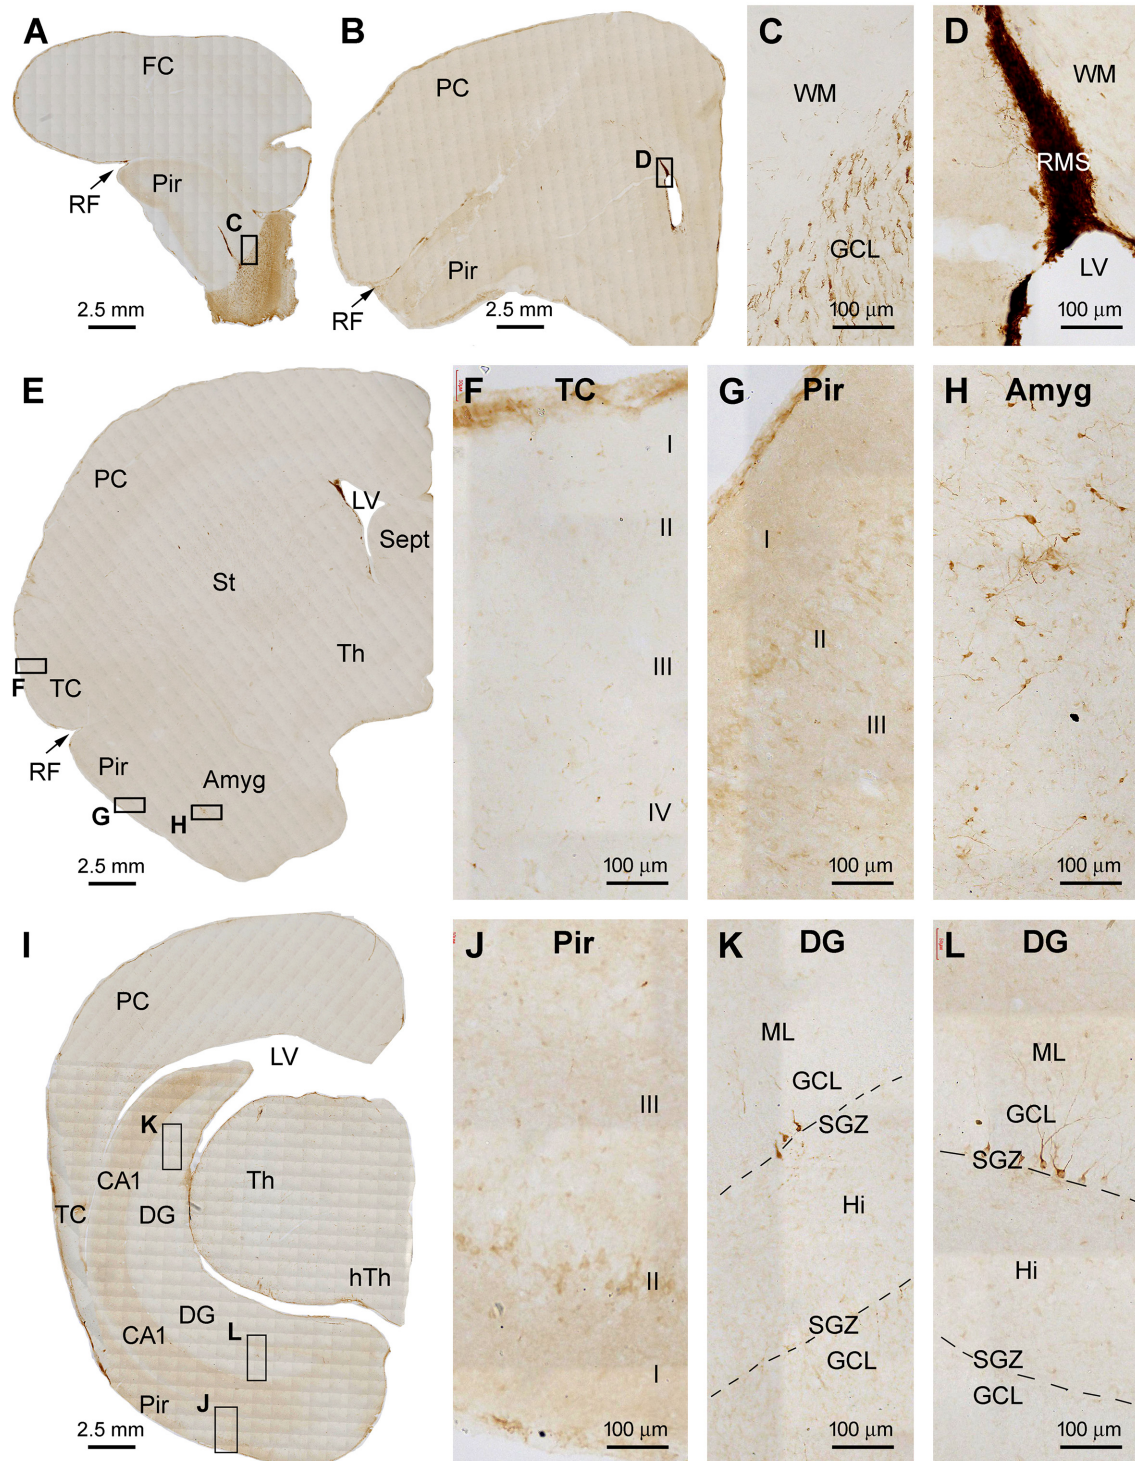 A
FC
Pir
RF
C
2.5 mm
B
PC
D
Pir
RF
2.5 mm
C
WM
GCL
100 μm
D
WM
RMS
LV
100 μm
E
PC
LV
Sept
St
Th
F
TC
RF
Pir
Amyg
G
H
2.5 mm
F
TC
I
II
III
IV
100 μm
G
Pir
I
II
III
100 μm
H
Amyg
100 μm
I
PC
LV
K
CA1
Th
TC
DG
hTh
DG
CA1
L
Pir
J
2.5 mm
J
Pir
III
II
I
100 μm
K
DG
ML
GCL
SGZ
Hi
SGZ
GCL
100 μm
L
DG
ML
GCL
SGZ
Hi
SGZ
GCL
100 μm